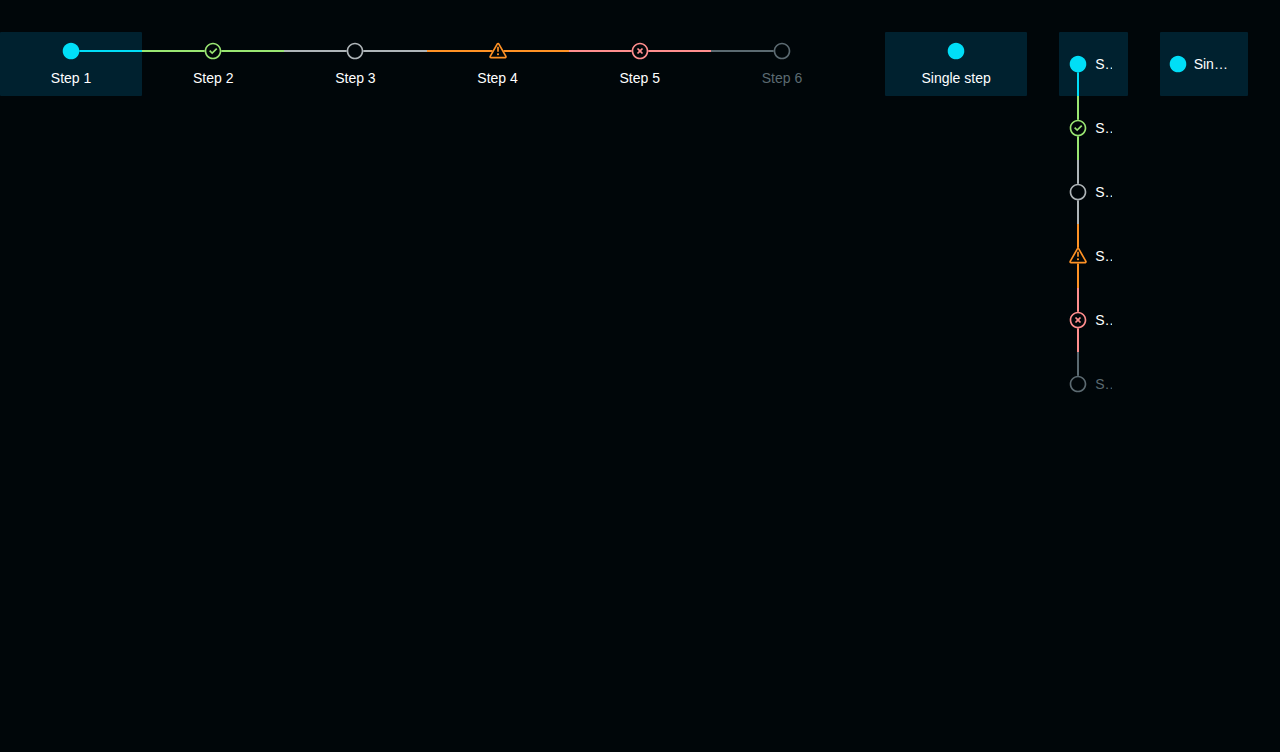 Step 1
Step 2
Step 3
Step 4
Step 5
Step 6
Single step
S..
S..
S..
S..
S..
S..
Sin…